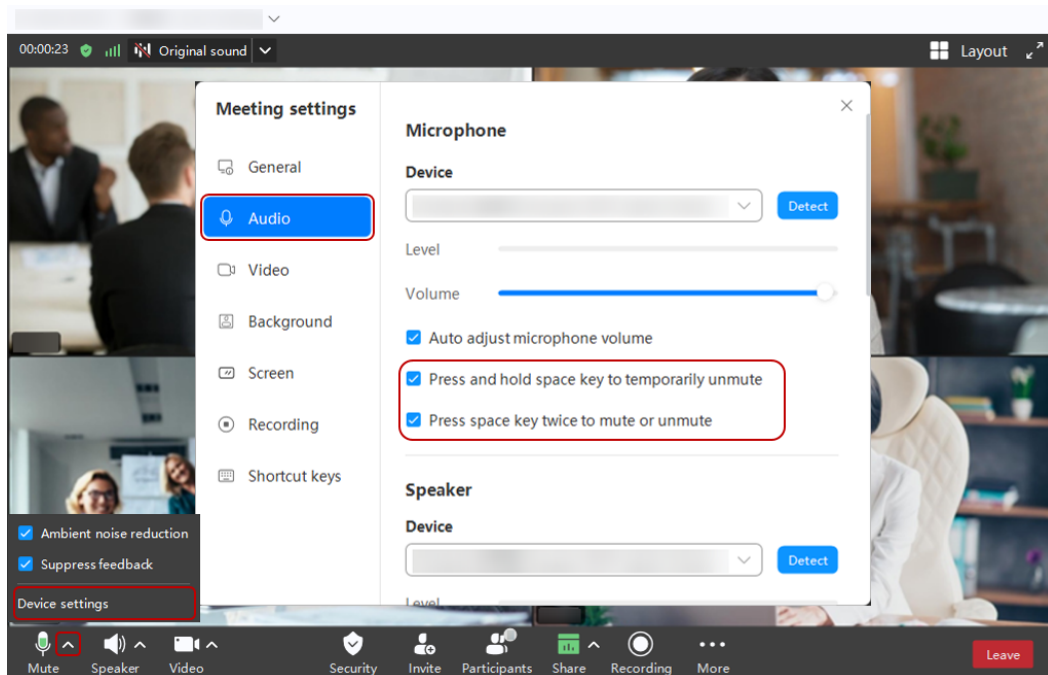 00:00:23 Original sound Layout
Meeting settings
General
Audio
Video
Background
Screen
Recording
Shortcut keys
Microphone
Device
Detect
Level
Volume
Auto adjust microphone volume
Press and hold space key to temporarily unmute
Press space key twice to mute or unmute
Speaker
Device
Detect
Level
Ambient noise reduction
Suppress feedback
Device settings
Mute Speaker Video Security Invite Participants Share Recording More Leave